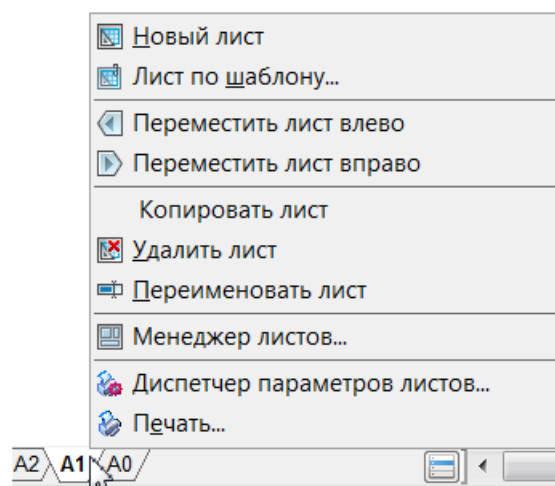 Новый лист
Лист по шаблону...
Переместить лист влево
Переместить лист вправо
Копировать лист
Удалить лист
Переименовать лист
Менеджер листов...
Диспетчер параметров листов...
Печать...
A2 A1 A0